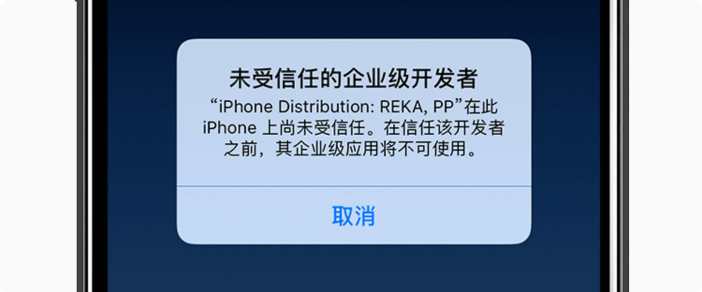 未受信任的企业级开发者
“iPhone Distribution: REKA, PP”在此
iPhone 上尚未受信任。在信任该开发者
之前，其企业级应用将不可使用。
取消